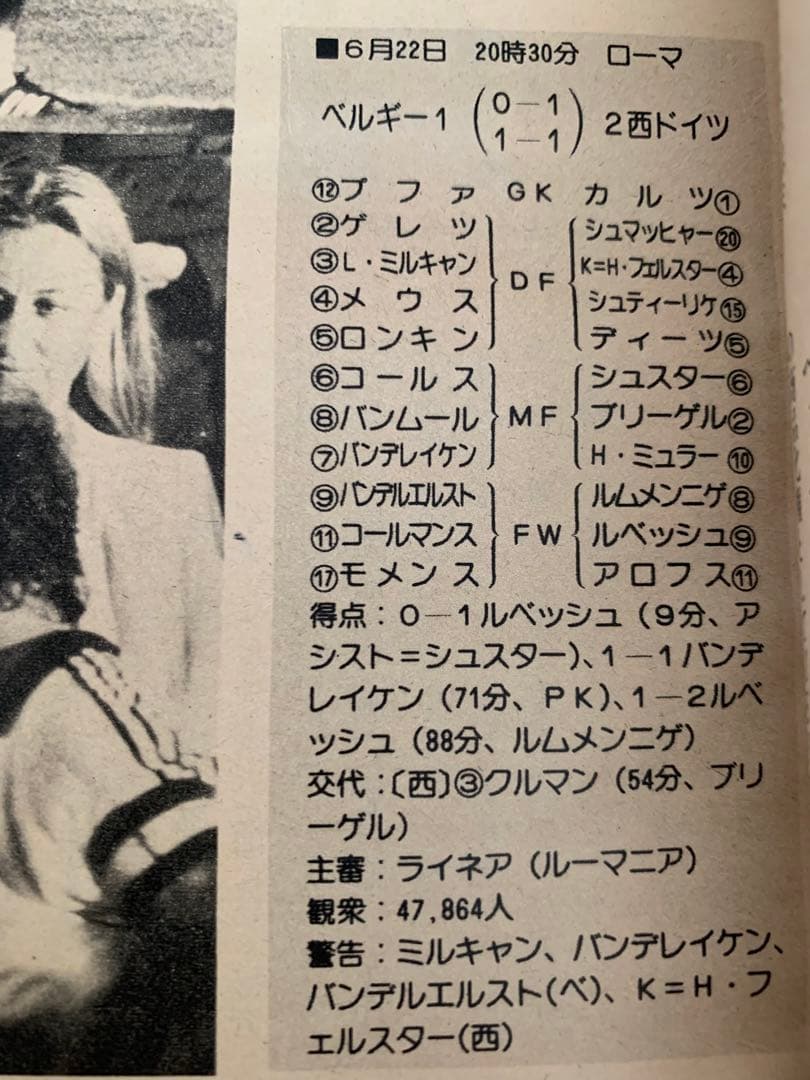 ■6月22日 20時30分 ローマ
ベルギー1 (0―1 1―1) 2西ドイツ
⑫プファ GK カルツ①
②ゲレツ シュマッヒャー⑳
③L・ミルキャン K=H・フェルスター④
DF
④メウス シュティーリケ⑮
⑤ロンキン ディーツ⑤
⑥コールス シュスター⑥
⑧バンムール MF ブリーゲル②
⑦バンデレイケン H・ミュラー⑩
⑨バンデルエルスト ルムメンニゲ⑧
⑪コールマンス FW ルベッシュ⑨
⑰モメンス アロフス⑪
得点：0―1ルベッシュ（9分、ア
シスト＝シュスター）、1―1バンデ
レイケン（71分、PK）、1―2ルベ
ッシュ（88分、ルムメンニゲ）
交代：〔西〕③クルマン（54分、ブリ
ーゲル）
主審：ライネア（ルーマニア）
観衆：47,864人
警告：ミルキャン、バンデレイケン、
バンデルエルスト(ベ)、K＝H・フ
ェルスター(西)